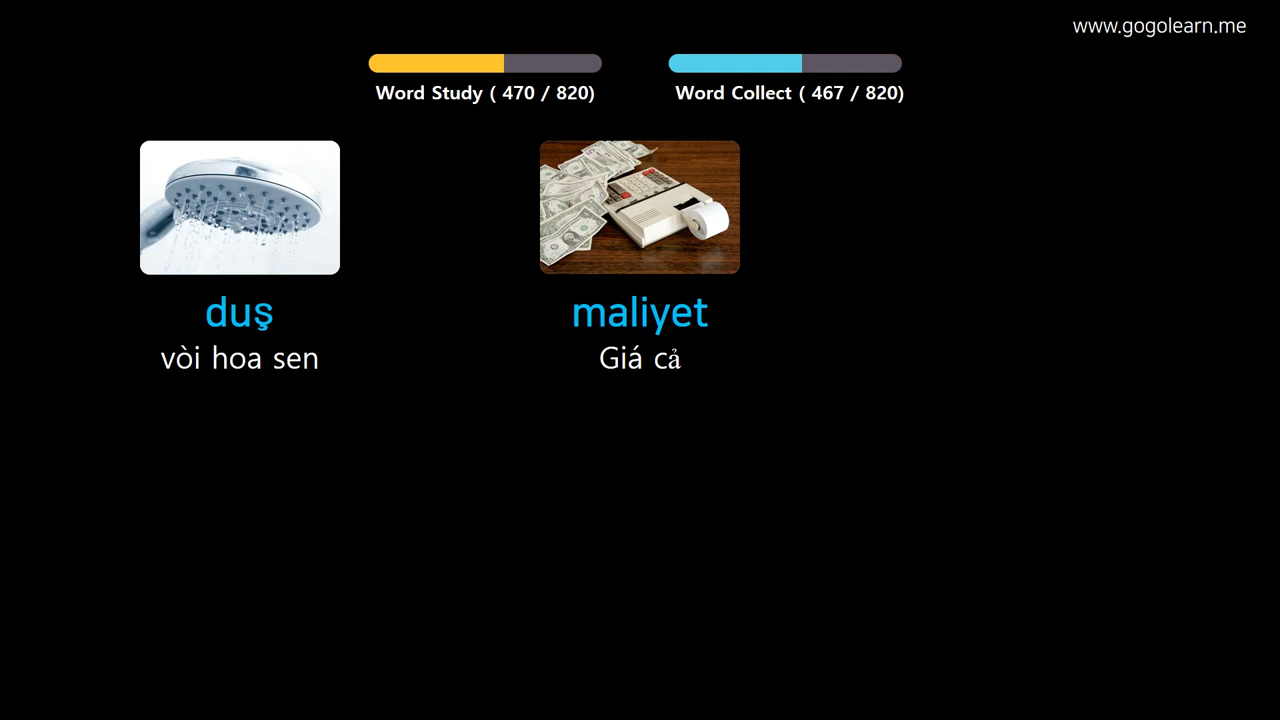 www.gogolearn.me
Word Study ( 470 / 820)
Word Collect ( 467 / 820)
duş
vòi hoa sen
maliyet
Giá cả